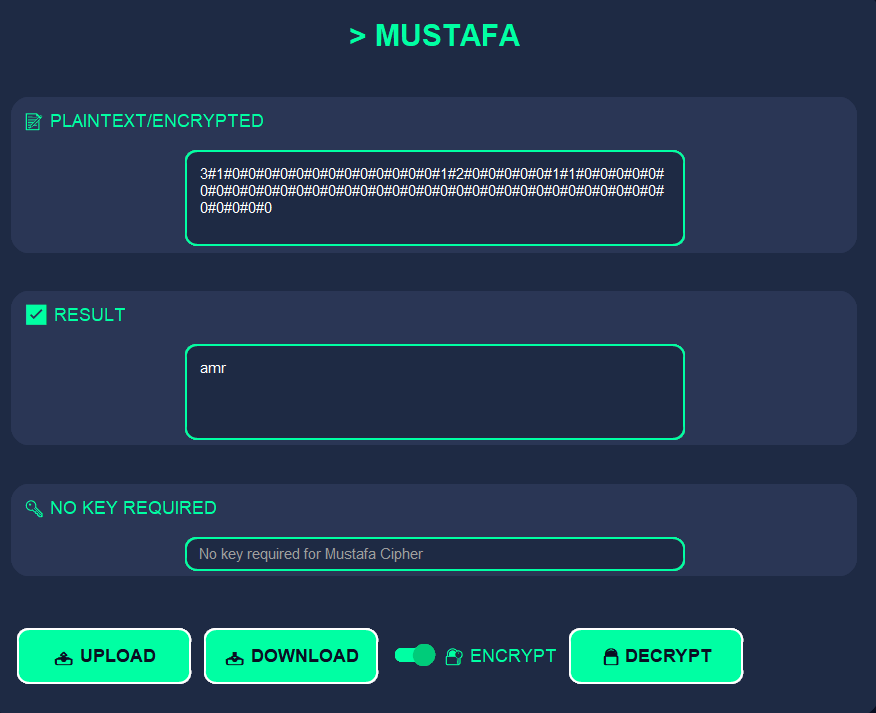 > MUSTAFA
PLAINTEXT/ENCRYPTED
3#1#0#0#0#0#0#0#0#0#0#0#0#0#0#1#2#0#0#0#0#0#1#1#0#0#0#0#0#
0#0#0#0#0#0#0#0#0#0#0#0#0#0#0#0#0#0#0#0#0#0#0#0#0#0#0#0#0#
0#0#0#0#0
RESULT
amr
NO KEY REQUIRED
No key required for Mustafa Cipher
UPLOAD DOWNLOAD ENCRYPT DECRYPT